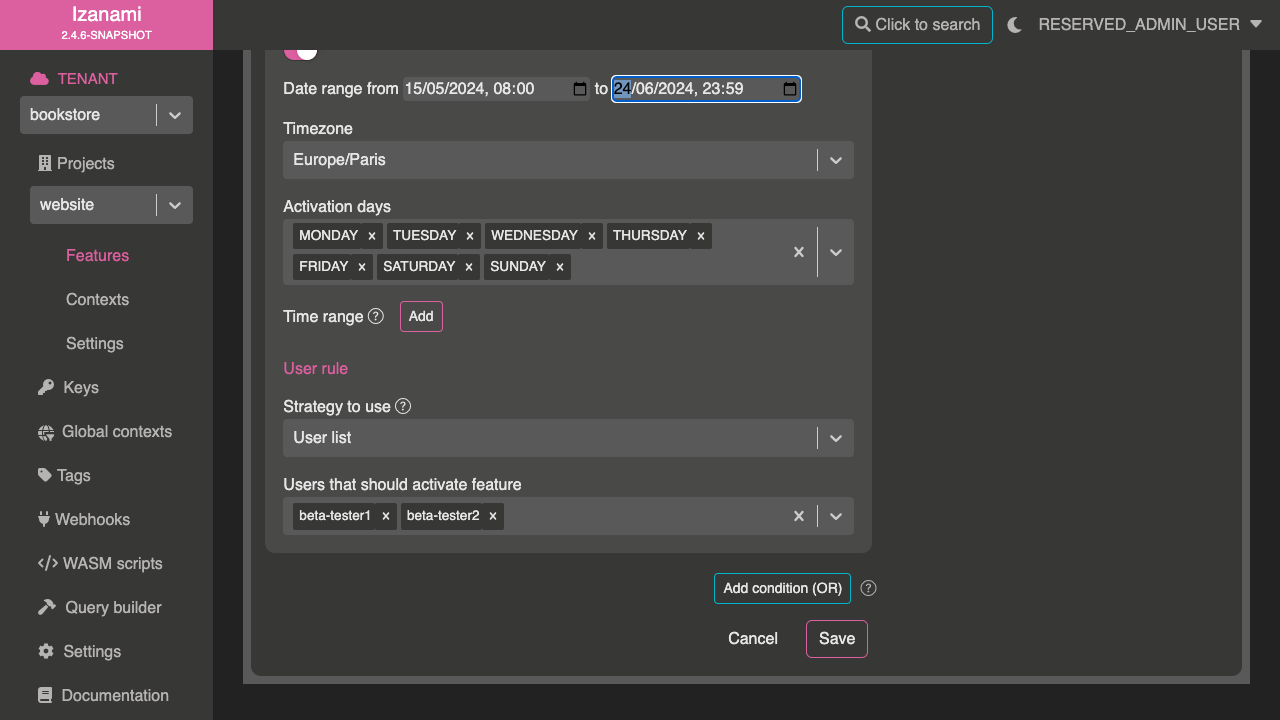 Izanami
2.4.6-SNAPSHOT
Click to search
RESERVED_ADMIN_USER
TENANT
bookstore
Projects
website
Features
Contexts
Settings
Keys
Global contexts
Tags
Webhooks
WASM scripts
Query builder
Settings
Documentation
Date range from 15/05/2024, 08:00 to 24/06/2024, 23:59
Timezone
Europe/Paris
Activation days
MONDAY × TUESDAY × WEDNESDAY × THURSDAY ×
FRIDAY × SATURDAY × SUNDAY ×
Time range ? Add
User rule
Strategy to use ?
User list
Users that should activate feature
beta-tester1 × beta-tester2 ×
Add condition (OR) ?
Cancel Save